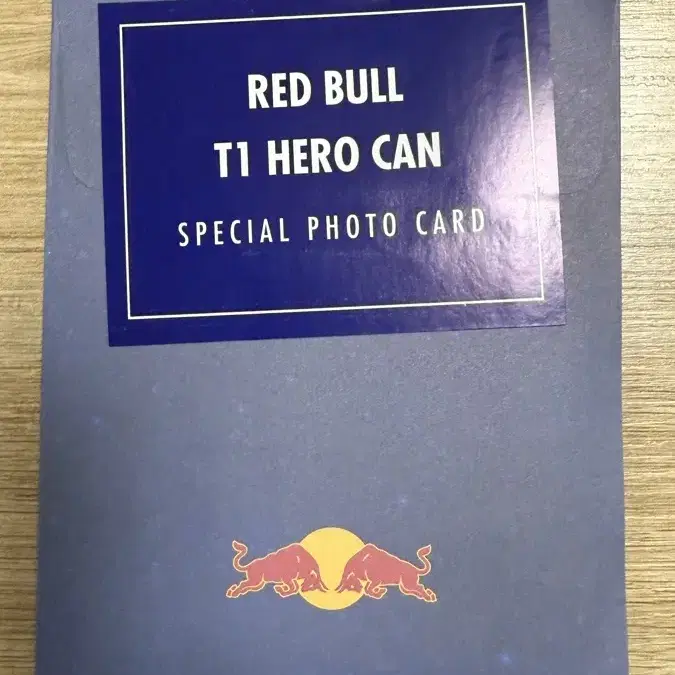 RED BULL
T1 HERO CAN
SPECIAL PHOTO CARD